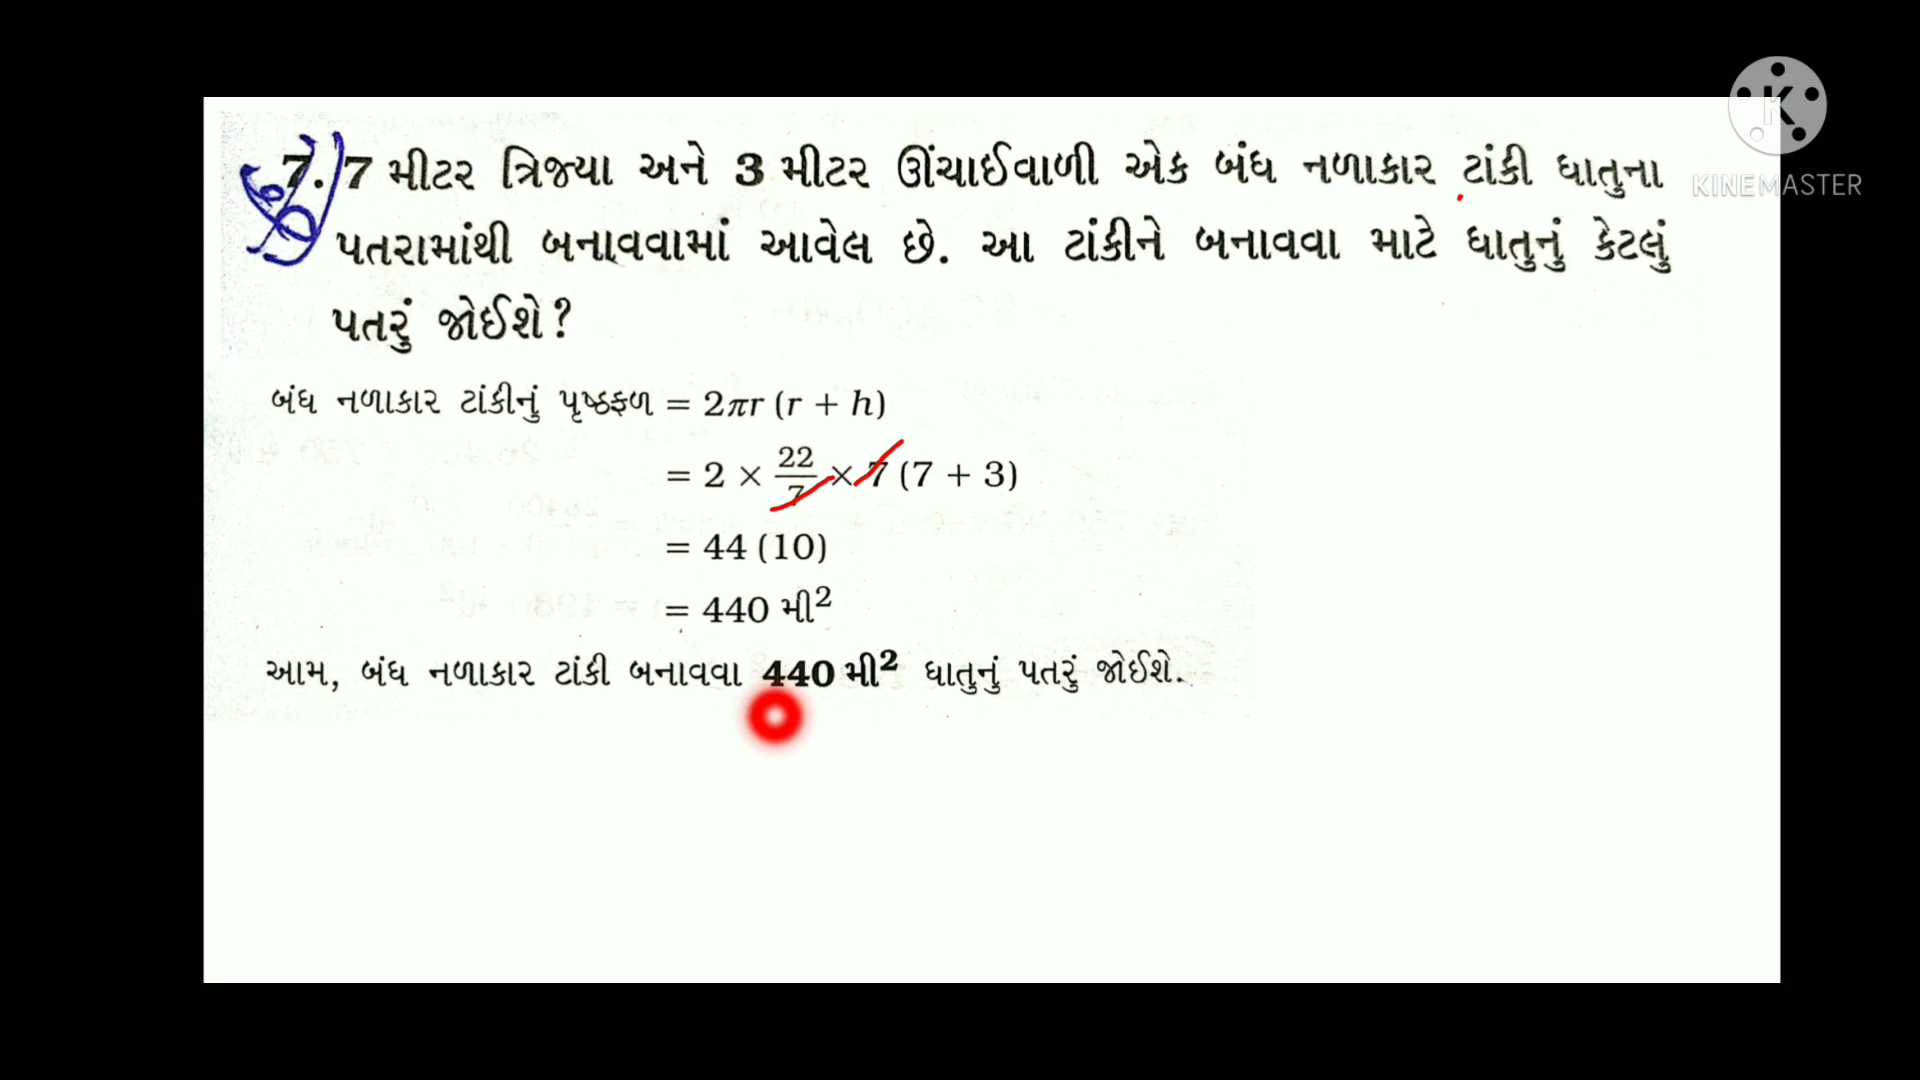 7. 7 મીટર ત્રિજ્યા અને 3 મીટર ઊંચાઈવાળી એક બંધ નળાકાર ટાંકી ધાતુના
પતરામાંથી બનાવવામાં આવેલ છે. આ ટાંકીને બનાવવા માટે ધાતુનું કેટલું
પતરું જોઈશે?
બંધ નળાકાર ટાંકીનું પૃષ્ઠફળ = 2πr (r + h)
= 2 × 22/7 × 7 (7 + 3)
= 44 (10)
= 440 મી²
આમ, બંધ નળાકાર ટાંકી બનાવવા 440 મી² ધાતુનું પતરું જોઈશે.
K
KINEMASTER